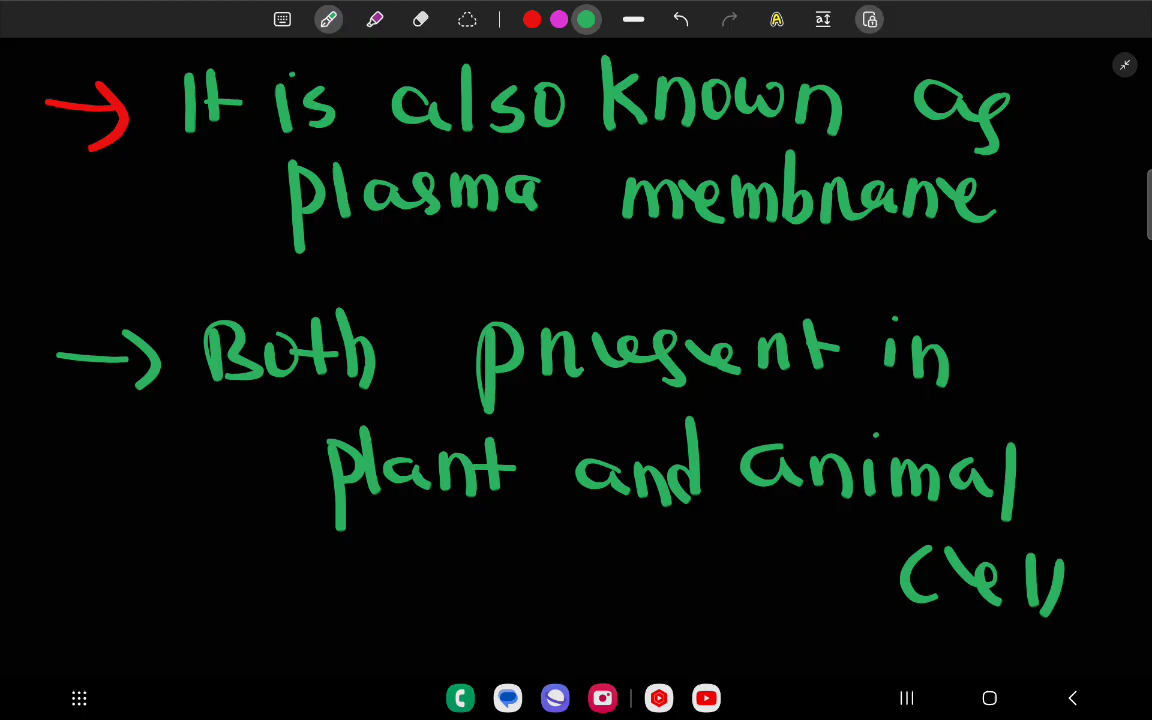 → It is also known as
plasma membrane
→ Both present in
plant and animal
cell